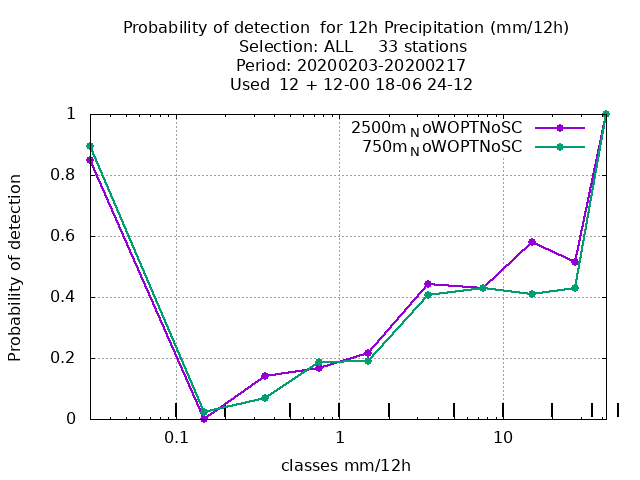 Probability of detection  for 12h Precipitation (mm/12h)
Selection: ALL     33 stations
Period: 20200203-20200217
Used  12 + 12-00 18-06 24-12
2500m_NoWOPTNoSC
750m_NoWOPTNoSC
Probability of detection
1
0.8
0.6
0.4
0.2
0
0.1 1 10
classes mm/12h